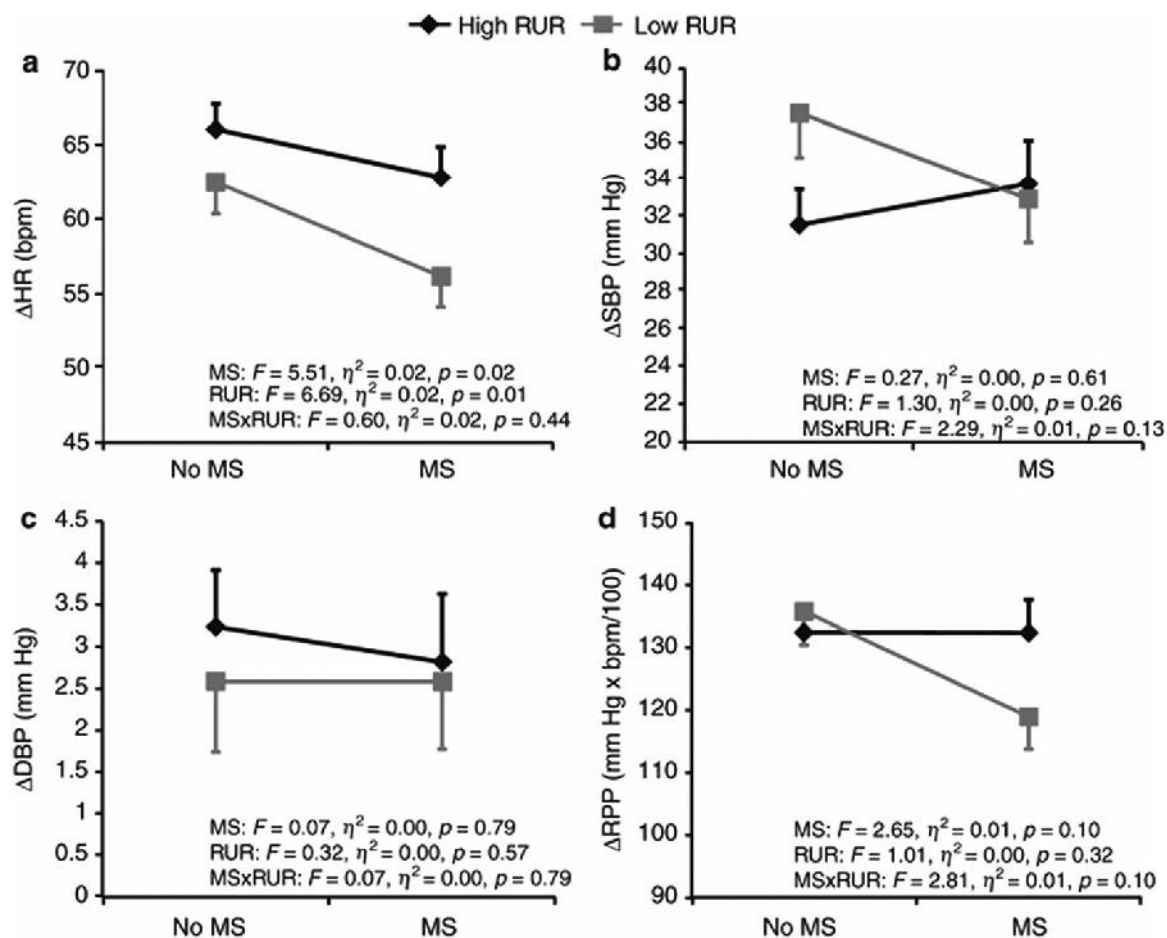 High RUR Low RUR
a
70
65
60
55
50
45
ΔHR (bpm)
MS: F = 5.51, η² = 0.02, p = 0.02
RUR: F = 6.69, η² = 0.02, p = 0.01
MSxRUR: F = 0.60, η² = 0.02, p = 0.44
No MS MS
b
40
38
36
34
32
34
28
26
24
22
20
ΔSBP (mm Hg)
MS: F = 0.27, η² = 0.00, p = 0.61
RUR: F = 1.30, η² = 0.00, p = 0.26
MSxRUR: F = 2.29, η² = 0.01, p = 0.13
No MS MS
c
4.5
4
3.5
3
2.5
2
1.5
1
0.5
0
ΔDBP (mm Hg)
MS: F = 0.07, η² = 0.00, p = 0.79
RUR: F = 0.32, η² = 0.00, p = 0.57
MSxRUR: F = 0.07, η² = 0.00, p = 0.79
No MS MS
d
150
140
130
120
110
100
90
ΔRPP (mm Hg x bpm/100)
MS: F = 2.65, η² = 0.01, p = 0.10
RUR: F = 1.01, η² = 0.00, p = 0.32
MSxRUR: F = 2.81, η² = 0.01, p = 0.10
No MS MS